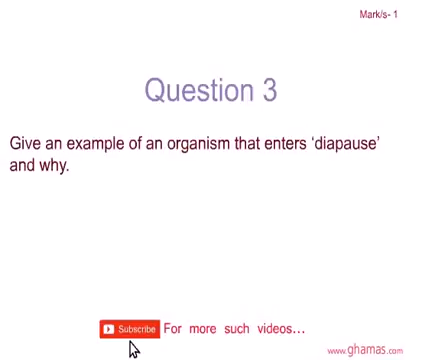 Mark/s- 1
Question 3
Give an example of an organism that enters ‘diapause’
and why.
Subscribe For more such videos...
www.ghamas.com